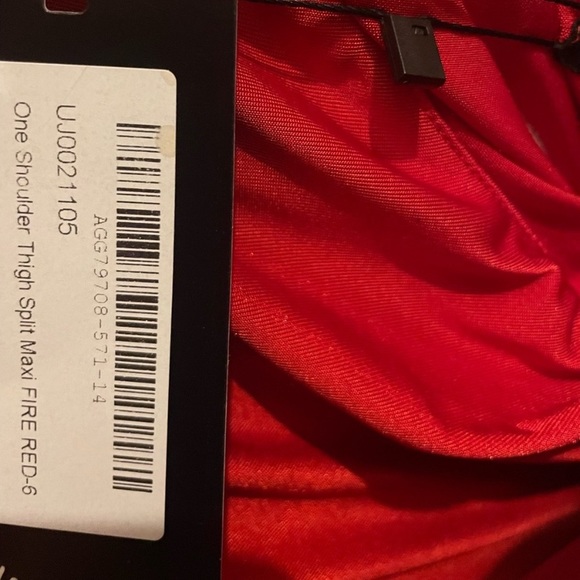 AGG79708-571-14
UJ0021105
One Shoulder Thigh Split Maxi FIRE RED-6